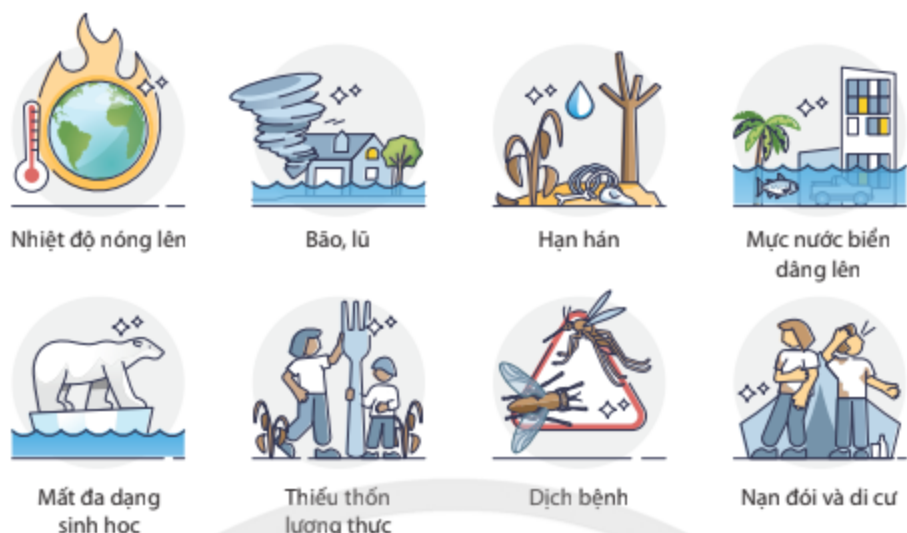 Nhiệt độ nóng lên
Bão, lũ
Hạn hán
Mực nước biển
dâng lên
Mất đa dạng
sinh học
Thiếu thốn
lương thực
Dịch bệnh
Nạn đói và di cư